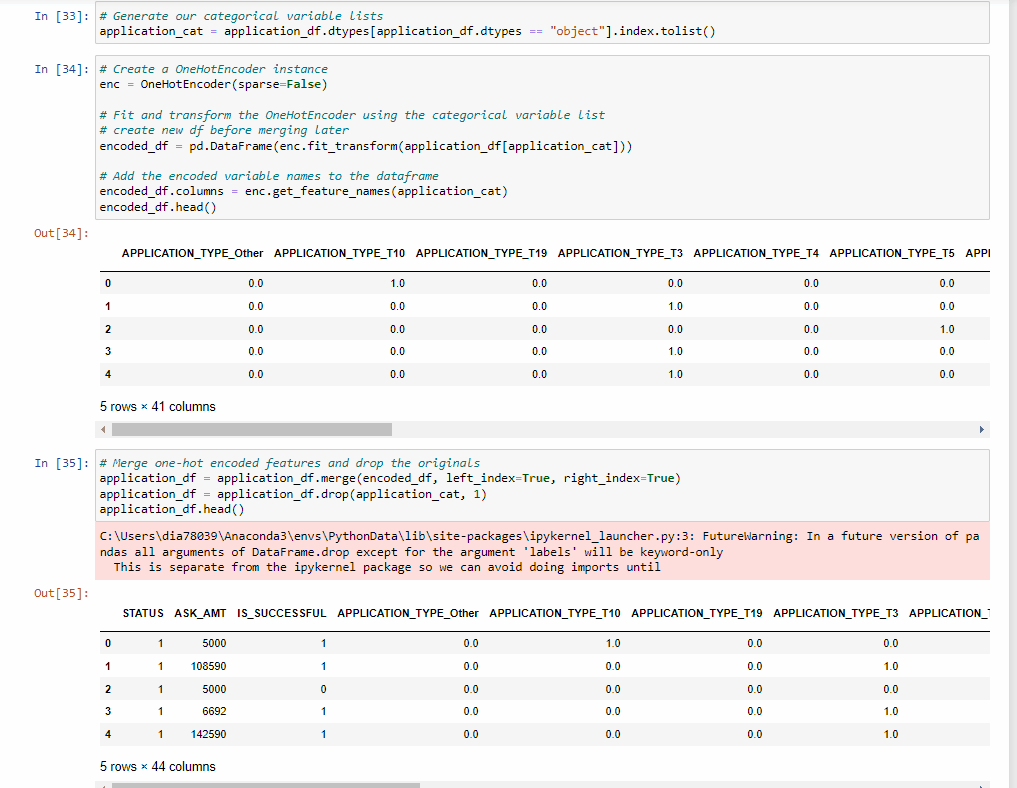 In [33]: # Generate our categorical variable lists
application_cat = application_df.dtypes[application_df.dtypes == "object"].index.tolist()
In [34]: # Create a OneHotEncoder instance
enc = OneHotEncoder(sparse=False)
# Fit and transform the OneHotEncoder using the categorical variable list
# create new df before merging later
encoded_df = pd.DataFrame(enc.fit_transform(application_df[application_cat]))
# Add the encoded variable names to the dataframe
encoded_df.columns = enc.get_feature_names(application_cat)
encoded_df.head()
Out[34]:
APPLICATION_TYPE_Other APPLICATION_TYPE_T10 APPLICATION_TYPE_T19 APPLICATION_TYPE_T3 APPLICATION_TYPE_T4 APPLICATION_TYPE_T5 APPI
0 0.0 1.0 0.0 0.0 0.0 0.0
1 0.0 0.0 0.0 1.0 0.0 0.0
2 0.0 0.0 0.0 0.0 0.0 1.0
3 0.0 0.0 0.0 1.0 0.0 0.0
4 0.0 0.0 0.0 1.0 0.0 0.0
5 rows × 41 columns
In [35]: # Merge one-hot encoded features and drop the originals
application_df = application_df.merge(encoded_df, left_index=True, right_index=True)
application_df = application_df.drop(application_cat, 1)
application_df.head()
C:\Users\dia78039\Anaconda3\envs\PythonData\lib\site-packages\ipykernel_launcher.py:3: FutureWarning: In a future version of pa
ndas all arguments of DataFrame.drop except for the argument 'labels' will be keyword-only
This is separate from the ipykernel package so we can avoid doing imports until
Out[35]:
STATUS ASK_AMT IS_SUCCESSFUL APPLICATION_TYPE_Other APPLICATION_TYPE_T10 APPLICATION_TYPE_T19 APPLICATION_TYPE_T3 APPLICATION_
0 1 5000 1 0.0 1.0 0.0 0.0
1 1 108590 1 0.0 0.0 0.0 1.0
2 1 5000 0 0.0 0.0 0.0 0.0
3 1 6692 1 0.0 0.0 0.0 1.0
4 1 142590 1 0.0 0.0 0.0 1.0
5 rows × 44 columns